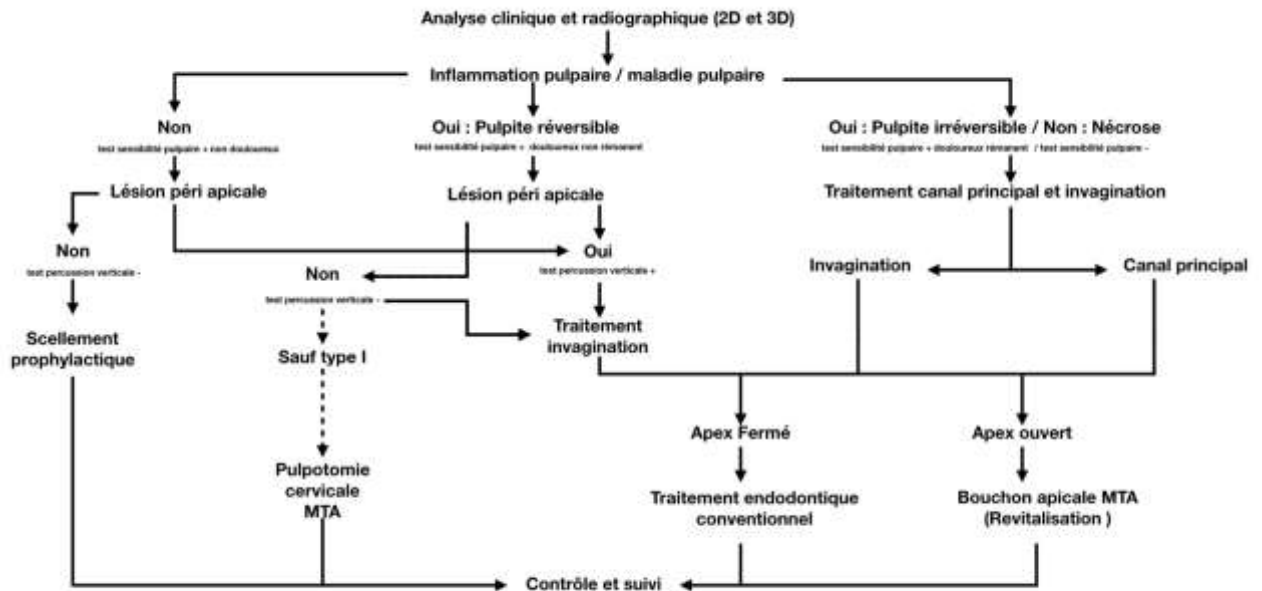 Analyse clinique et radiographique (2D et 3D)
Inflammation pulpaire / maladie pulpaire
Non
test sensibilité pulpaire + non douloureux
Oui : Pulpite réversible
test sensibilité pulpaire + douloureux non rémanent
Oui : Pulpite irréversible / Non : Nécrose
test sensibilité pulpaire + douloureux rémanent / test sensibilité pulpaire -
Lésion péri apicale
Lésion péri apicale
Traitement canal principal et invagination
Non
test percussion verticale -
Non
test percussion verticale -
Oui
test percussion verticale +
Invagination
Canal principal
Scellement
prophylactique
Sauf type I
Traitement
invagination
Apex Fermé
Apex ouvert
Pulpotomie
cervicale
MTA
Traitement endodontique
conventionnel
Bouchon apicale MTA
(Revitalisation )
Contrôle et suivi